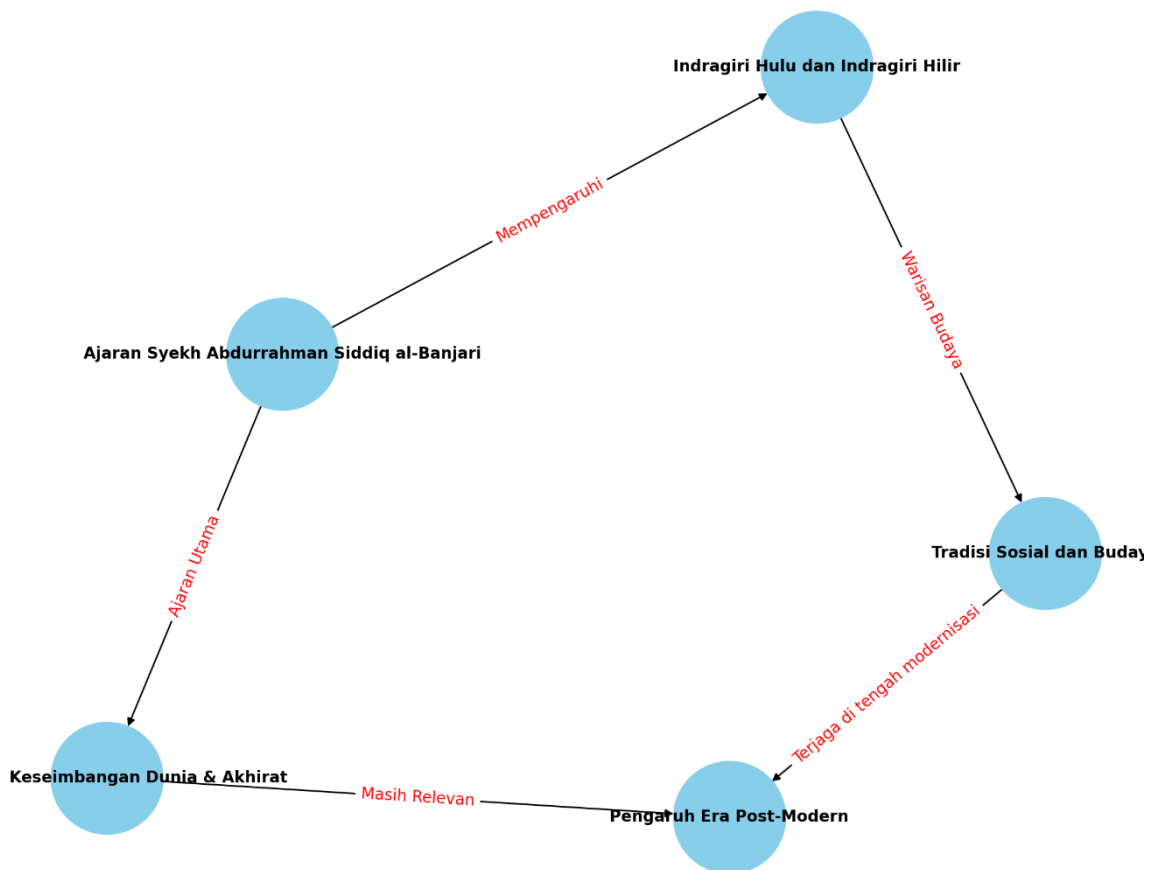 Indragiri Hulu dan Indragiri Hilir
Mempengaruhi
Warisan Budaya
Ajaran Syekh Abdurrahman Siddiq al-Banjari
Ajaran Utama
Tradisi Sosial dan Buday
Terjaga di tengah modernisasi
Keseimbangan Dunia & Akhirat
Masih Relevan
Pengaruh Era Post-Modern